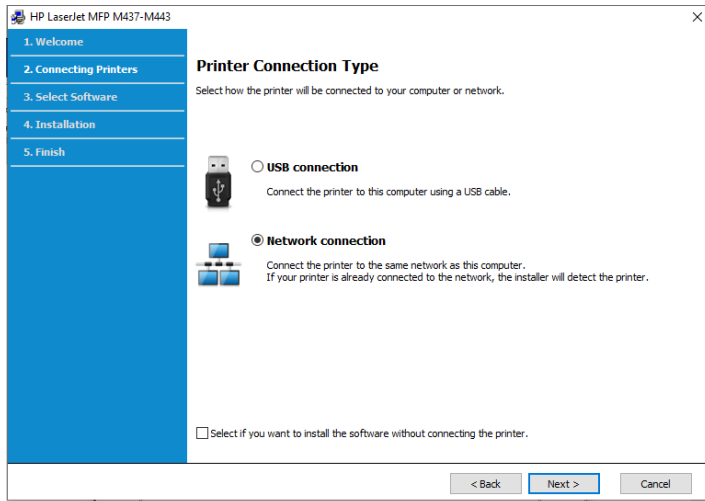 HP LaserJet MFP M437-M443
1. Welcome
2. Connecting Printers
3. Select Software
4. Installation
5. Finish
Printer Connection Type
Select how the printer will be connected to your computer or network.
USB connection
Connect the printer to this computer using a USB cable.
Network connection
Connect the printer to the same network as this computer.
If your printer is already connected to the network, the installer will detect the printer.
Select if you want to install the software without connecting the printer.
< Back
Next >
Cancel